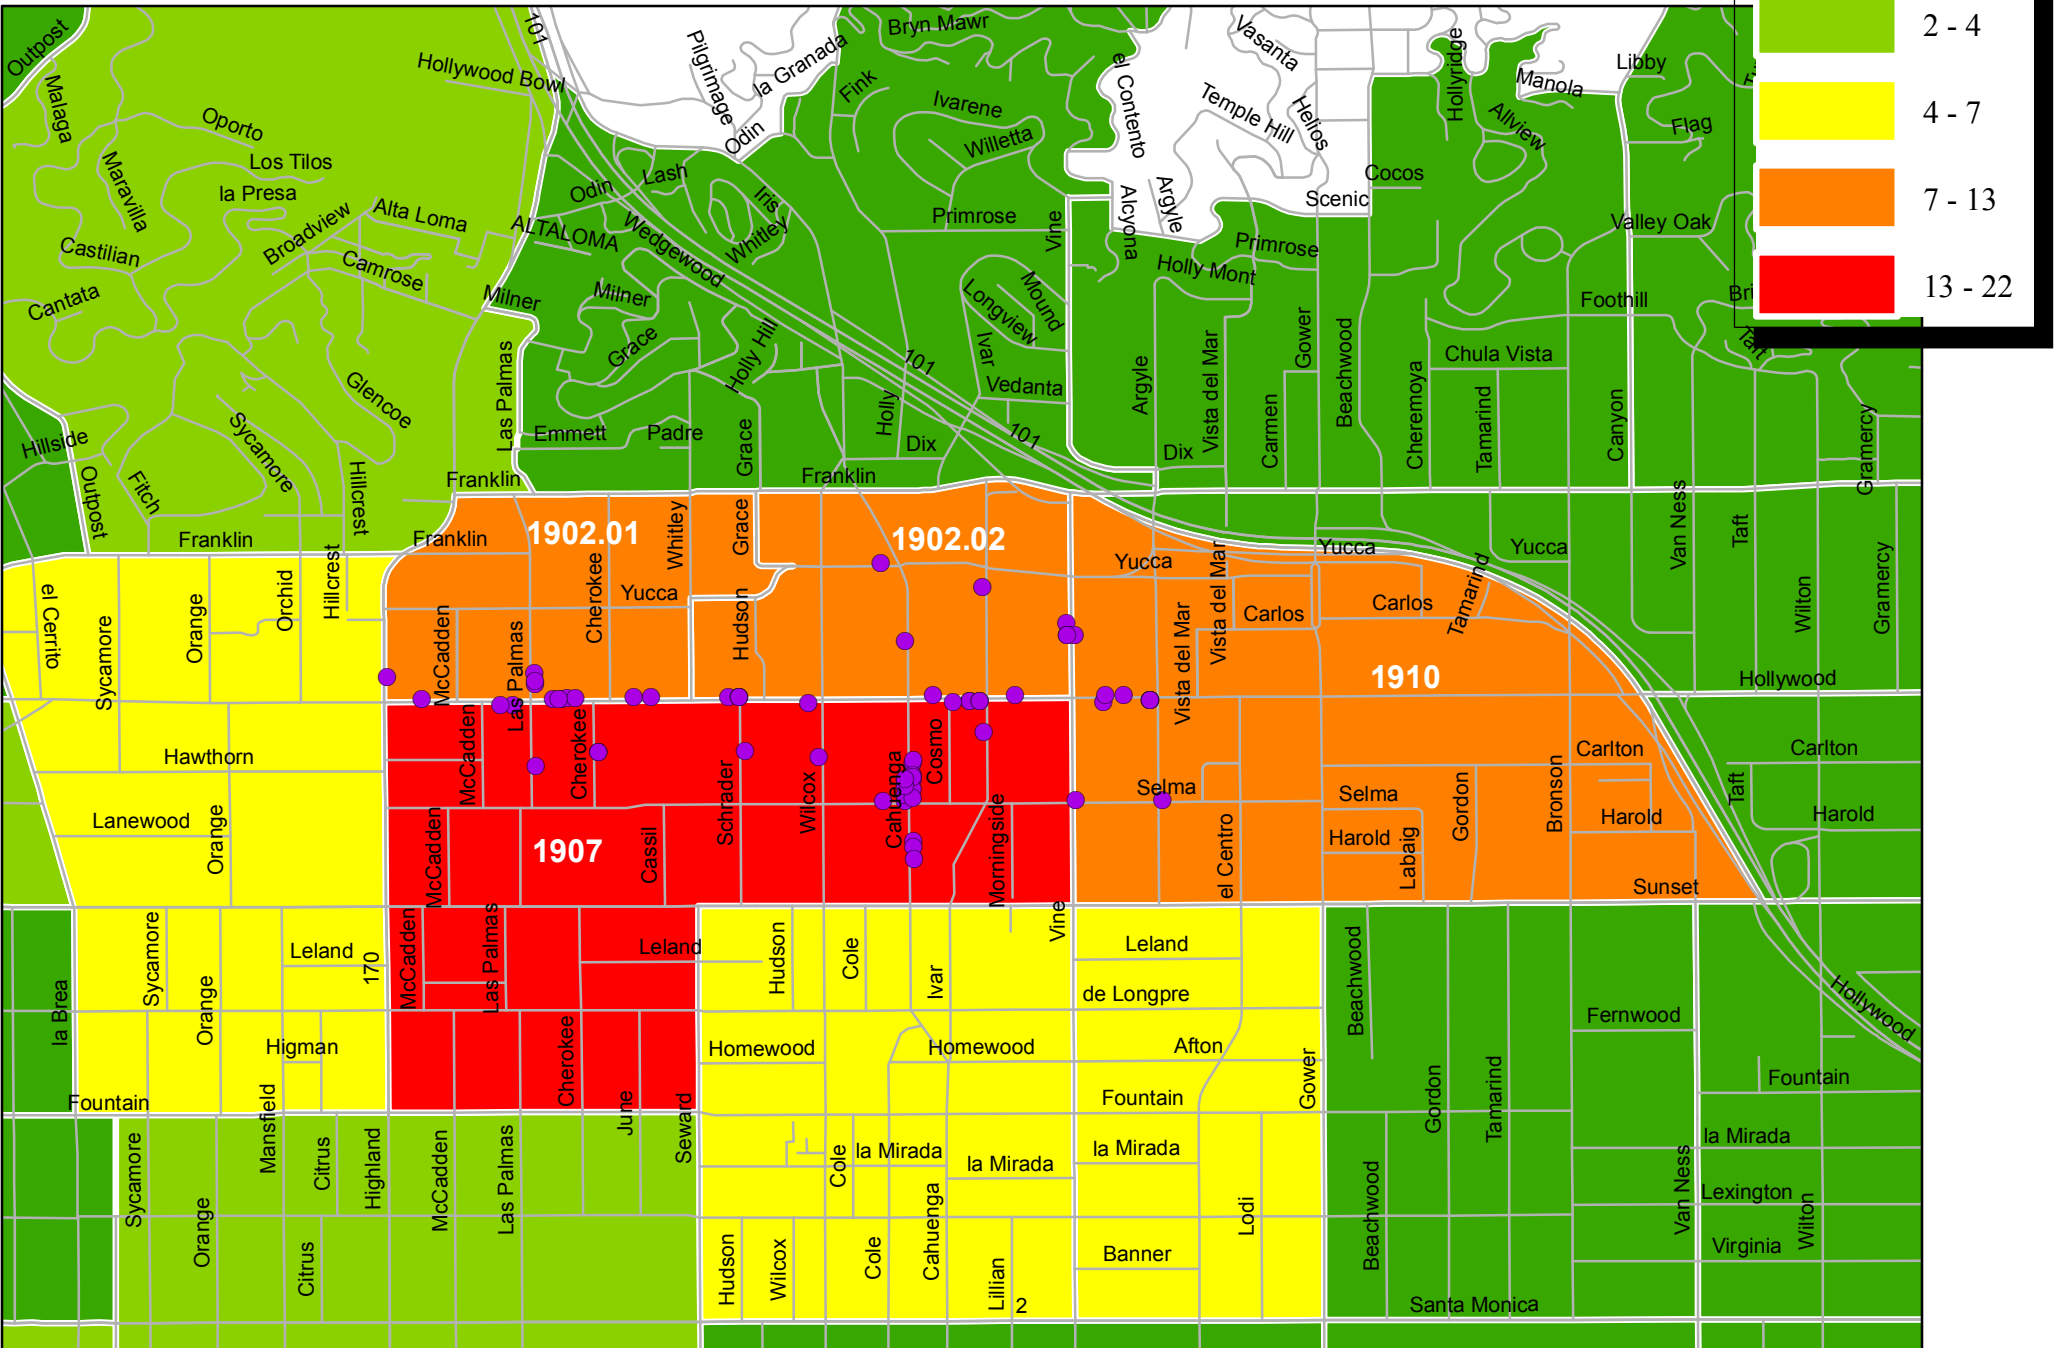 Outpost
101
Bryn Mawr
Vasanta
2 - 4
Pilgrimage
la Granada
Hollywood Bowl
el Contento
Hollyridge
Libby
Manola
Malaga
Fink
Ivarene
Temple Hill
Helios
Allview
Flag
4 - 7
Oporto
Odin
Willetta
Maravilla
Los Tilos
la Presa
Lash
Odin
Iris
Cocos
Alcyona
Argyle
Scenic
7 - 13
Broadview
Alta Loma
ALTALOMA
Wedgewood
Whitley
Primrose
Vine
Primrose
Valley Oak
Castilian
Camrose
Holly Mont
Cantata
Milner
Milner
Longview
Mound
Foothill
Bri
13 - 22
Grace
Holly Hill
101
Ivar
Vedanta
Argyle
Vista del Mar
Gower
Beachwood
Chula Vista
Taft
Glencoe
Las Palmas
Holly
Carmen
Cheremoya
Tamarind
Canyon
Gramercy
Hillside
Sycamore
Emmett
Padre
Grace
Dix
101
Dix
Outpost
Fitch
Hillcrest
Franklin
Franklin
Franklin
Franklin
1902.01
Whitley
Grace
1902.02
Yucca
Yucca
Yucca
Van Ness
Taft
Gramercy
el Cerrito
Sycamore
Orange
Orchid
Hillcrest
McCadden
Las Palmas
Cherokee
Yucca
Hudson
Vista del Mar
Vista del Mar
Carlos
Carlos
Tamarind
Wilton
1910
Hollywood
Hawthorn
McCadden
Cherokee
Schrader
Wilcox
Cahuenga
Cosmo
Selma
Selma
Carlton
Carlton
Taft
Lanewood
Orange
McCadden
1907
Cassil
Morningside
el Centro
Harold
Labaig
Gordon
Bronson
Harold
Harold
Sunset
Vine
la Brea
Sycamore
Orange
Leland
170
McCadden
Las Palmas
Leland
Hudson
Cole
Ivar
Leland
de Longpre
Beachwood
Fernwood
Hollywood
Higman
Cherokee
Homewood
Homewood
Afton
Gower
Fountain
Mansfield
June
Seward
Fountain
Gordon
Tamarind
Fountain
Sycamore
Orange
Citrus
Highland
McCadden
Las Palmas
Cole
la Mirada
la Mirada
la Mirada
Beachwood
Van Ness
la Mirada
Lexington
Wilton
Citrus
Hudson
Wilcox
Cole
Cahuenga
Lillian
2
Banner
Lodi
Virginia
Santa Monica